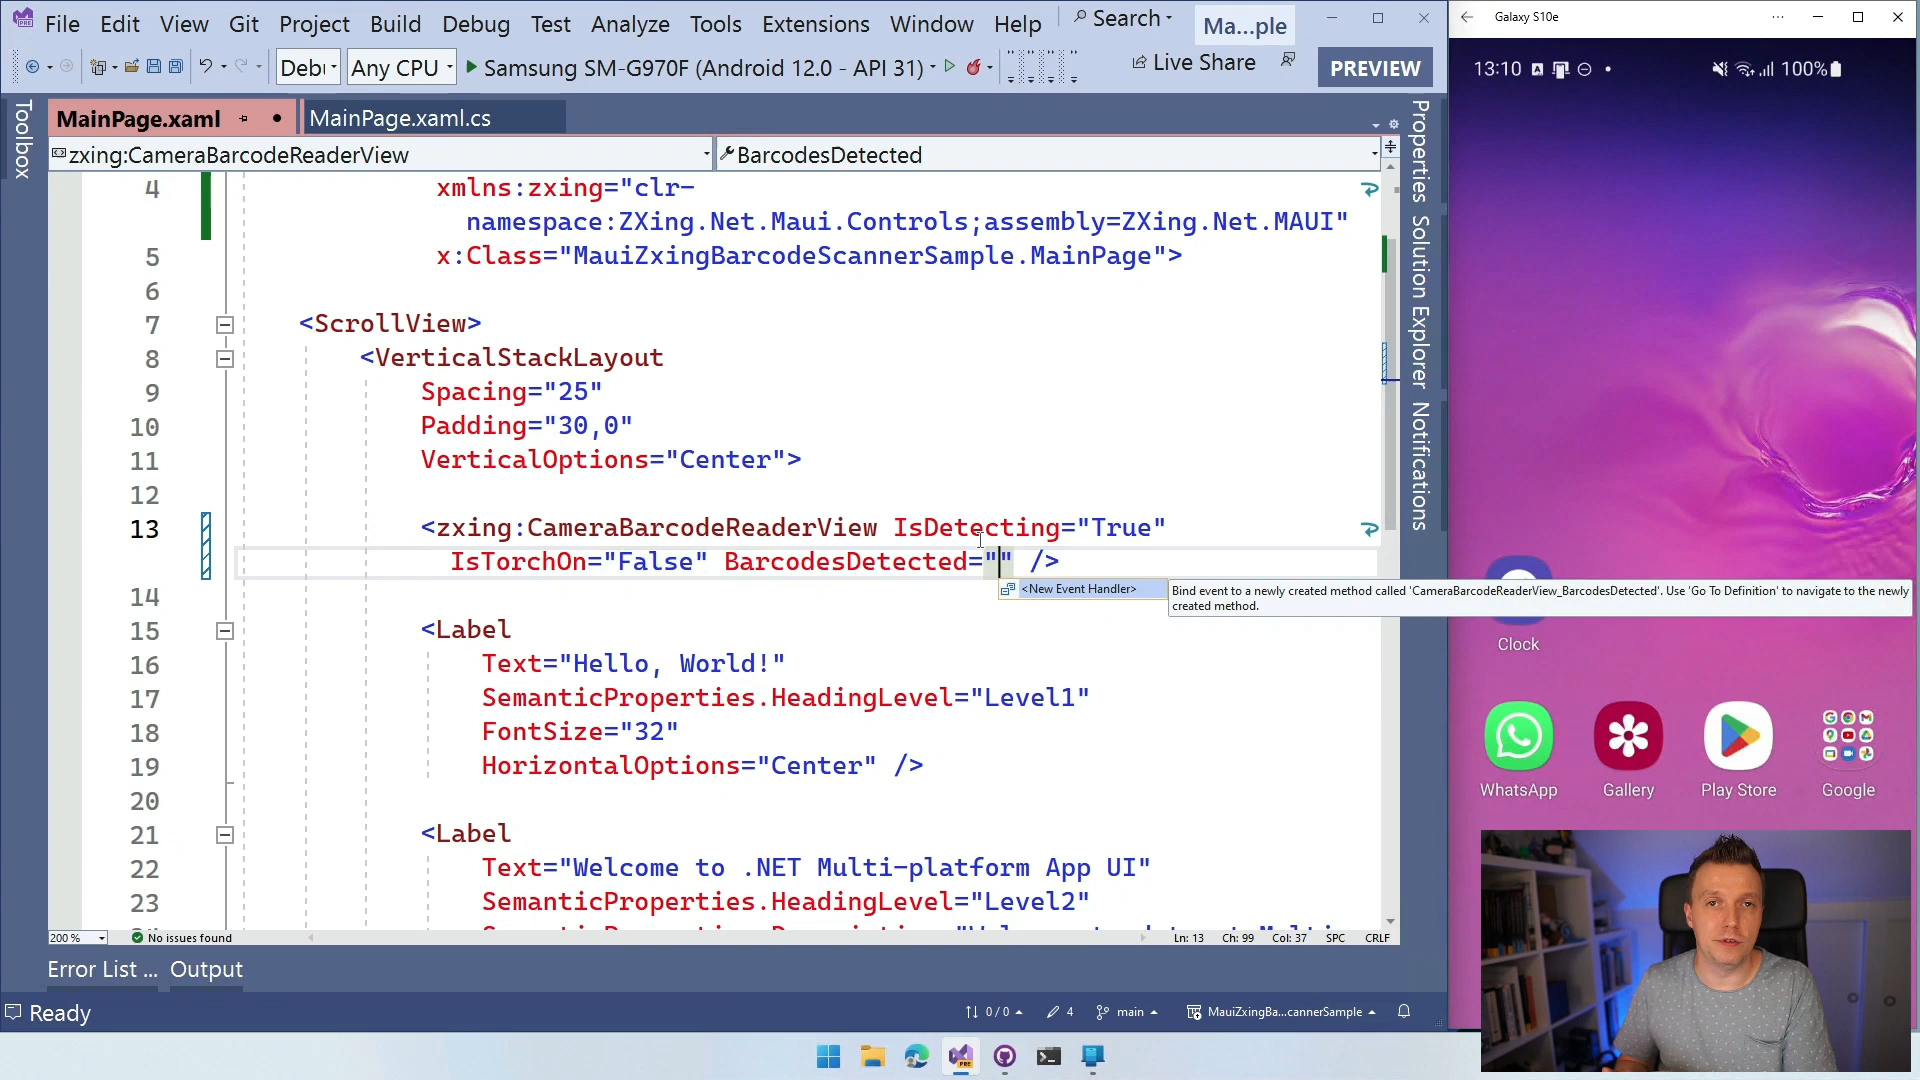 File Edit View Git Project Build Debug Test Analyze Tools Extensions Window Help Search Ma...ple
Debu Any CPU Samsung SM-G970F (Android 12.0 - API 31) Live Share PREVIEW
Toolbox
MainPage.xaml MainPage.xaml.cs
zxing:CameraBarcodeReaderView BarcodesDetected
4 xmlns:zxing="clr-
namespace:ZXing.Net.Maui.Controls;assembly=ZXing.Net.MAUI"
5 x:Class="MauiZxingBarcodeScannerSample.MainPage">
6
7 <ScrollView>
8 <VerticalStackLayout
9 Spacing="25"
10 Padding="30,0"
11 VerticalOptions="Center">
12
13 <zxing:CameraBarcodeReaderView IsDetecting="True"
IsTorchOn="False" BarcodesDetected="" />
<New Event Handler>
Bind event to a newly created method called 'CameraBarcodeReaderView_BarcodesDetected'. Use 'Go To Definition' to navigate to the newly
created method.
14
15 <Label
16 Text="Hello, World!"
17 SemanticProperties.HeadingLevel="Level1"
18 FontSize="32"
19 HorizontalOptions="Center" />
20
21 <Label
22 Text="Welcome to .NET Multi-platform App UI"
23 SemanticProperties.HeadingLevel="Level2"
200 % No issues found Ln: 13 Ch: 99 Col: 37 SPC CRLF
Error List ... Output
Ready 0 / 0 4 main MauiZxingBa...cannerSample
Properties
Solution Explorer
Notifications
Galaxy S10e
13:10 100%
Clock
WhatsApp Gallery Play Store Google